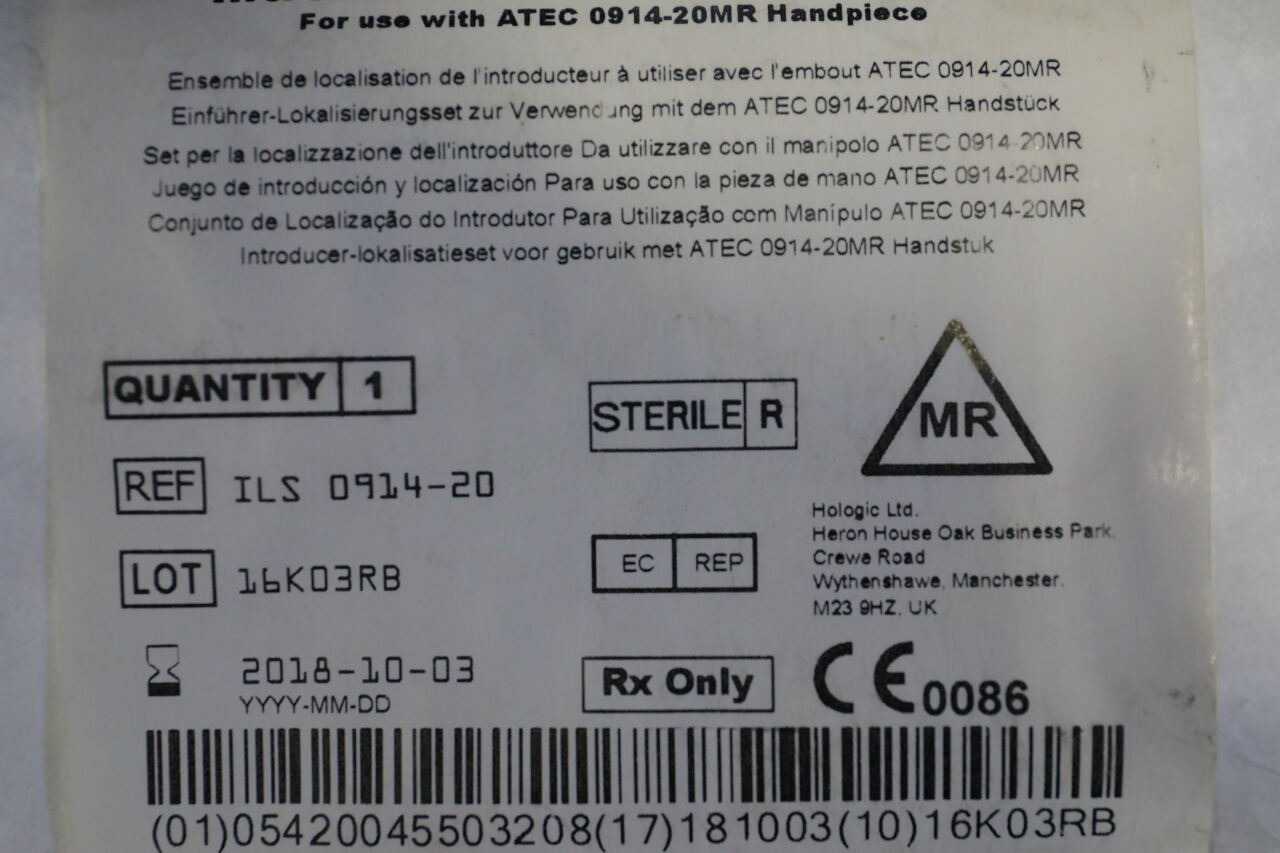 For use with ATEC 0914-20MR Handpiece
Ensemble de localisation de l'introducteur à utiliser avec l'embout ATEC 0914-20MR
Einführer-Lokalisierungsset zur Verwendung mit dem ATEC 0914-20MR Handstück
Set per la localizzazione dell'introduttore Da utilizzare con il manipolo ATEC 0914-20MR
Juego de introducción y localización Para uso con la pieza de mano ATEC 0914-20MR
Conjunto de Localização do Introdutor Para Utilização com Manípulo ATEC 0914-20MR
Introducer-lokalisatieset voor gebruik met ATEC 0914-20MR Handstuk
QUANTITY 1
STERILE R
MR
REF ILS 0914-20
Hologic Ltd.
Heron House Oak Business Park.
Crewe Road
Wythenshawe, Manchester.
M23 9HZ, UK
EC REP
LOT 16K03RB
2018-10-03
YYYY-MM-DD
Rx Only
CE 0086
(01)05420045503208(17)181003(10)16K03RB